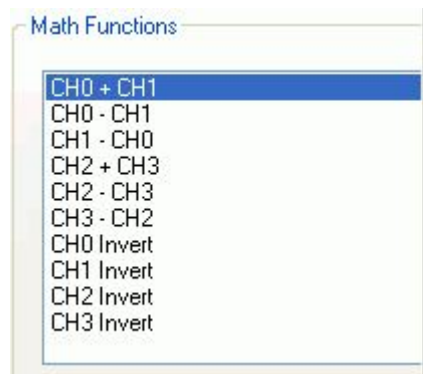 Math Functions
CH0 + CH1
CH0 - CH1
CH1 - CH0
CH2 + CH3
CH2 - CH3
CH3 - CH2
CH0 Invert
CH1 Invert
CH2 Invert
CH3 Invert